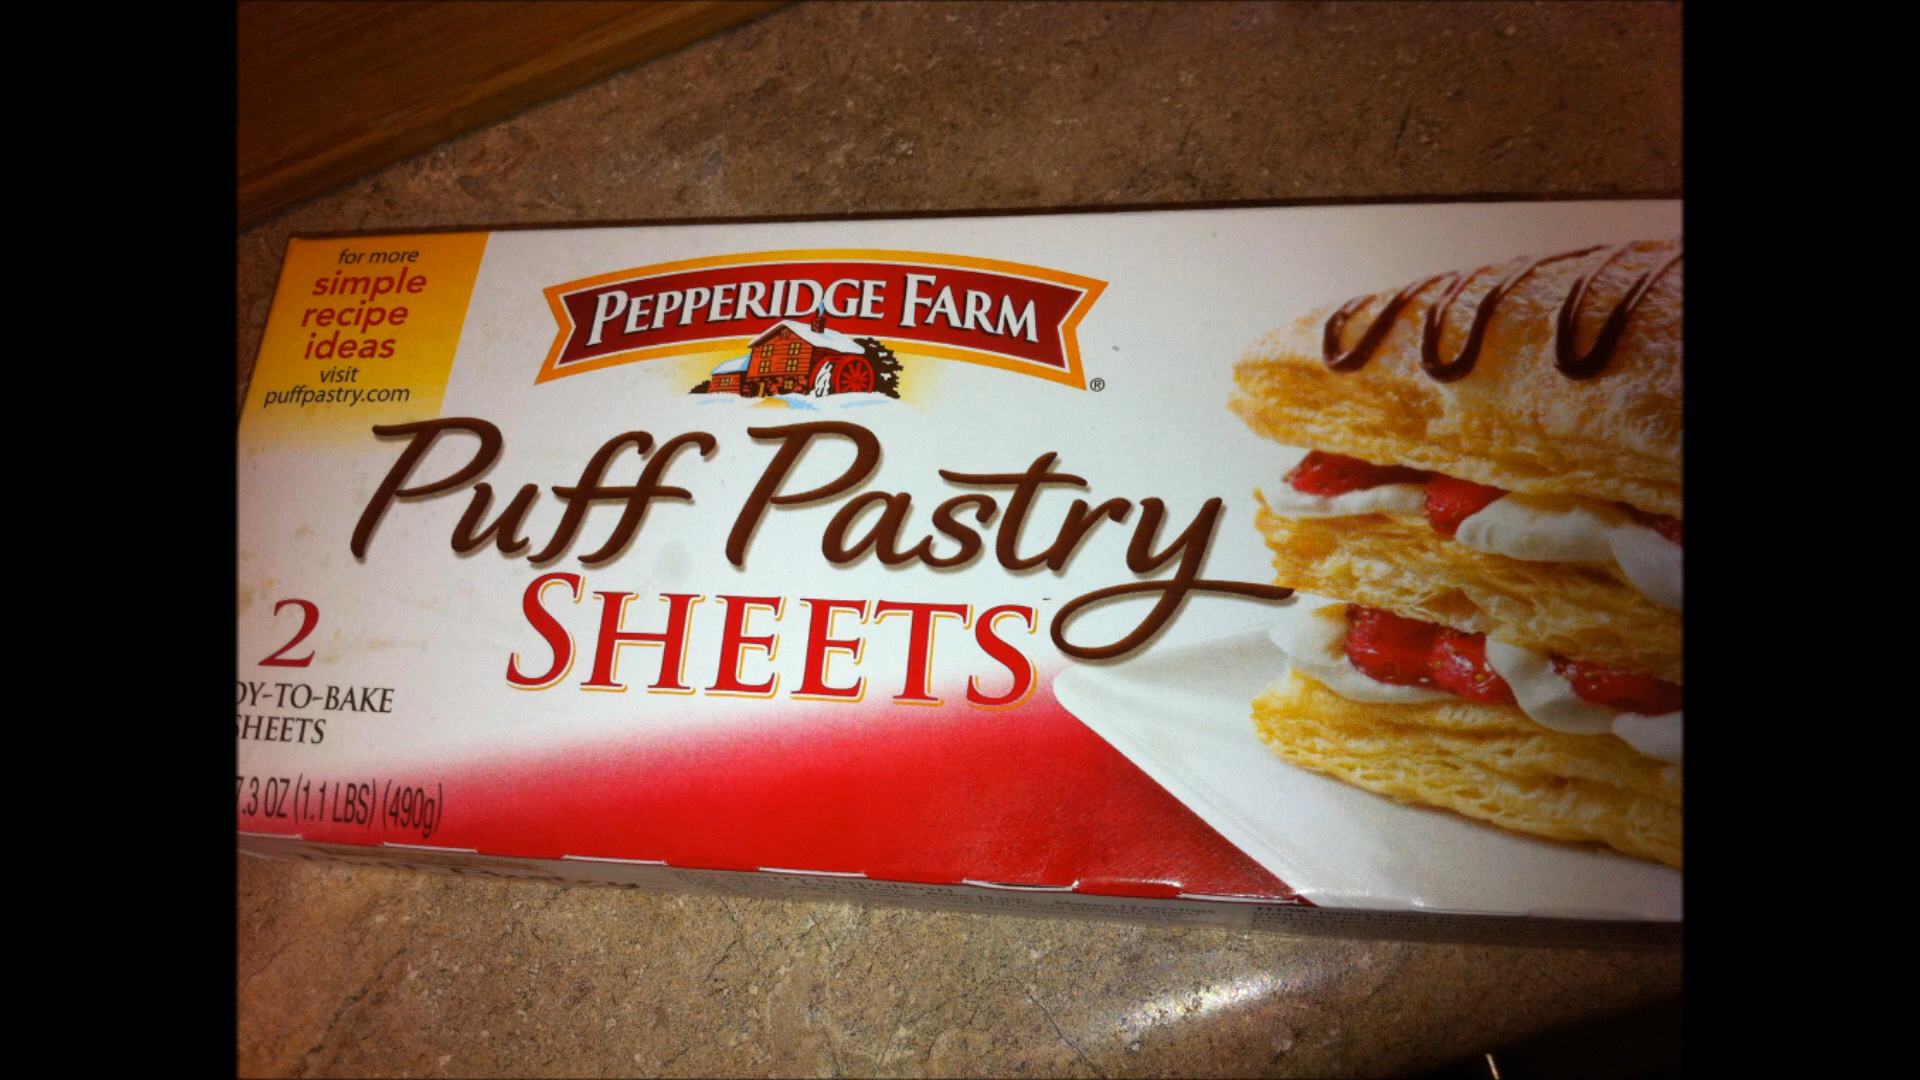 for more
simple
recipe
ideas
visit
puffpastry.com
PEPPERIDGE FARM
®
Puff Pastry
SHEETS
2
DY-TO-BAKE
SHEETS
7.3 OZ (1.1 LBS) (490g)